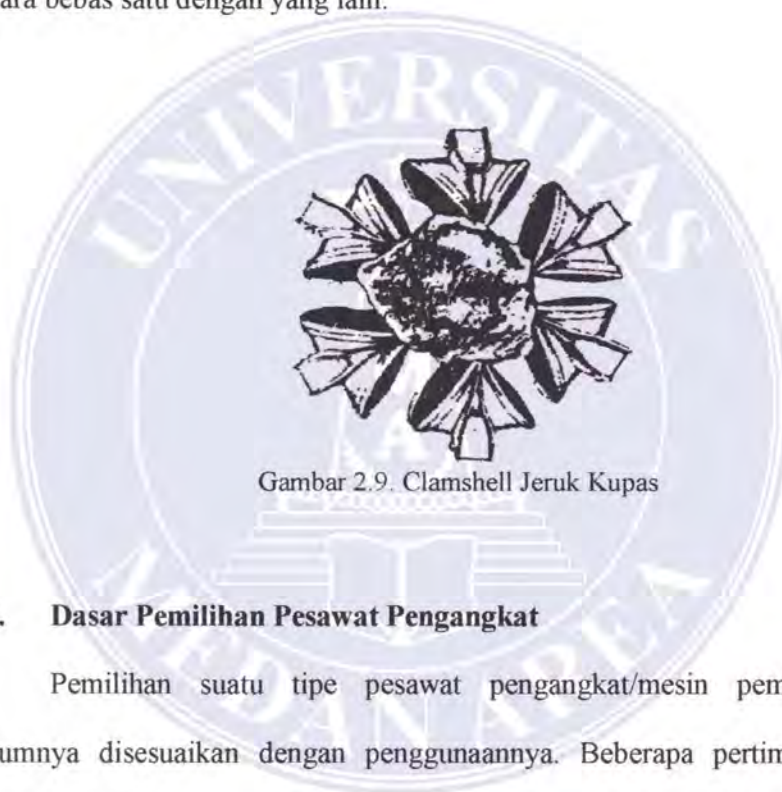 ara bebas satu dengan yang lain.
UNIVERSITAS
Gambar 2.9. Clamshell Jeruk Kupas
. Dasar Pemilihan Pesawat Pengangkat
Pemilihan suatu tipe pesawat pengangkat/mesin pem
umnya disesuaikan dengan penggunaannya. Beberapa pertim
MEDAN AREA